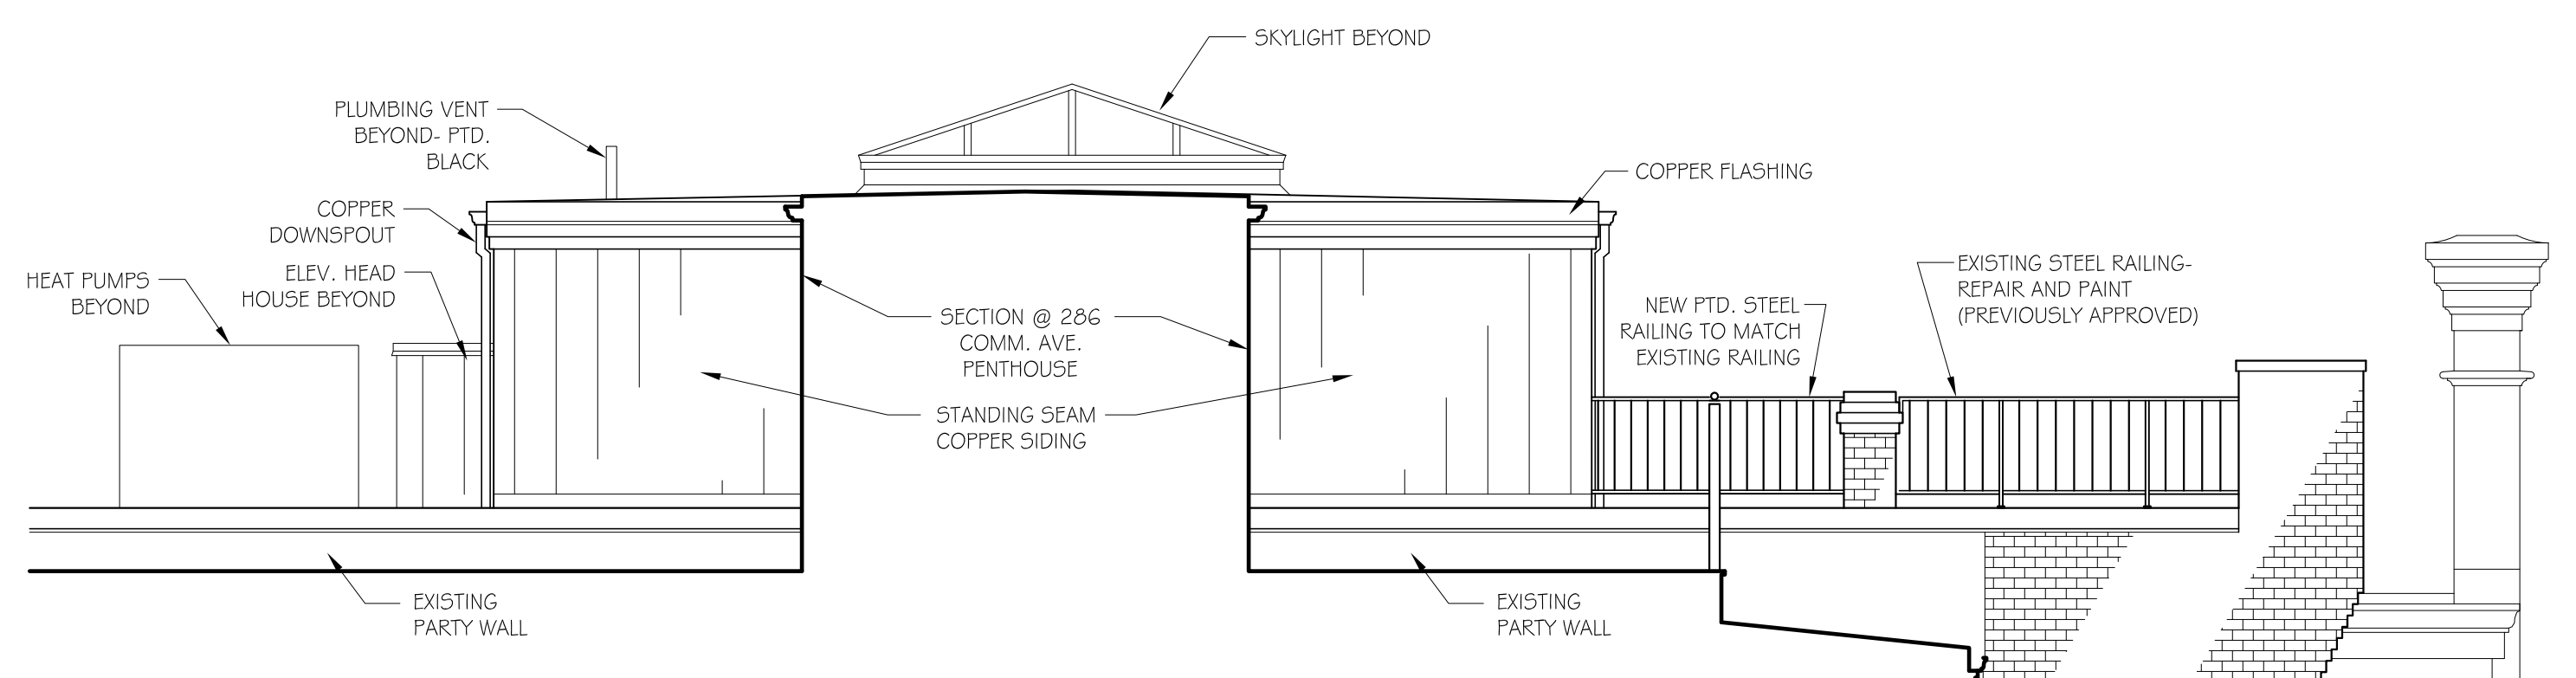 SKYLIGHT BEYOND
PLUMBING VENT
BEYOND- PTD.
BLACK
COPPER FLASHING
COPPER
DOWNSPOUT
ELEV. HEAD
HOUSE BEYOND
HEAT PUMPS
BEYOND
SECTION @ 286
COMM. AVE.
PENTHOUSE
STANDING SEAM
COPPER SIDING
NEW PTD. STEEL
RAILING TO MATCH
EXISTING RAILING
EXISTING STEEL RAILING-
REPAIR AND PAINT
(PREVIOUSLY APPROVED)
EXISTING
PARTY WALL
EXISTING
PARTY WALL